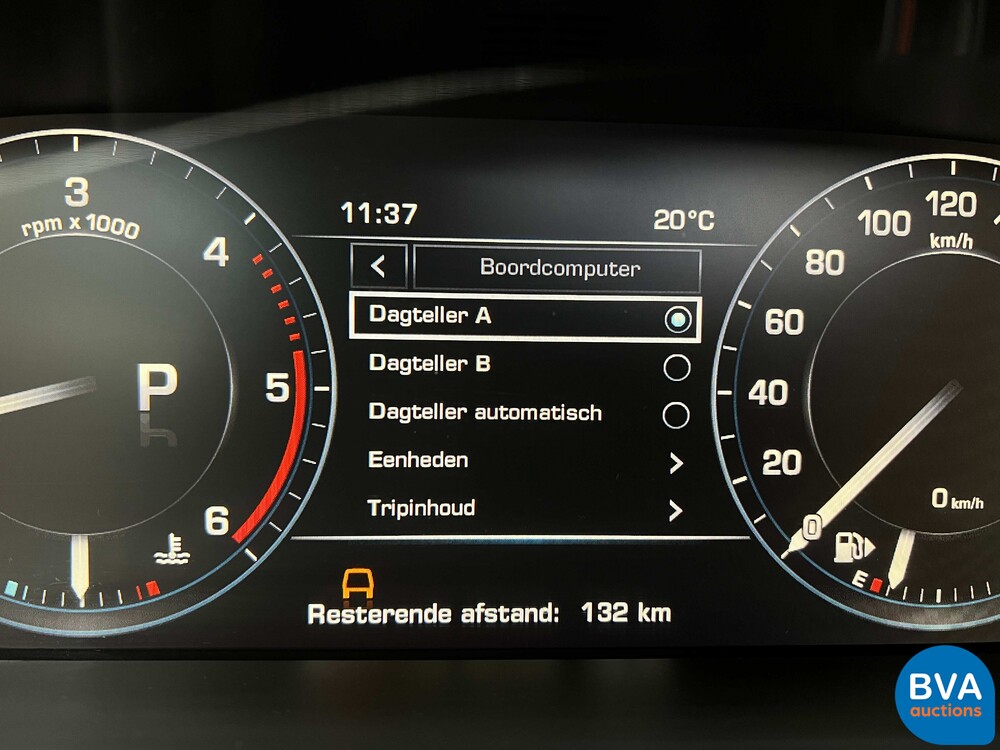 3
rpm x 1000
4
5
6
P
11:37
20°C
Boordcomputer
Dagteller A
Dagteller B
Dagteller automatisch
Eenheden
Tripinhoud
Resterende afstand: 132 km
120
km/h
100
80
60
40
20
0
0 km/h
E
BVA
auctions